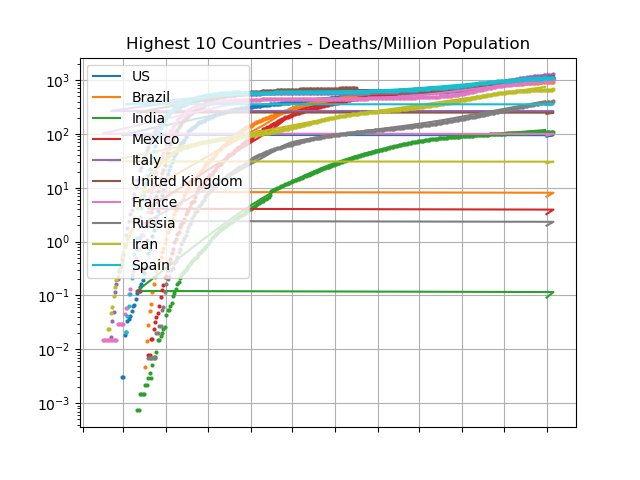 Highest 10 Countries - Deaths/Million Population
US
Brazil
India
Mexico
Italy
United Kingdom
France
Russia
Iran
Spain
10³
10²
10¹
10⁰
10⁻¹
10⁻²
10⁻³